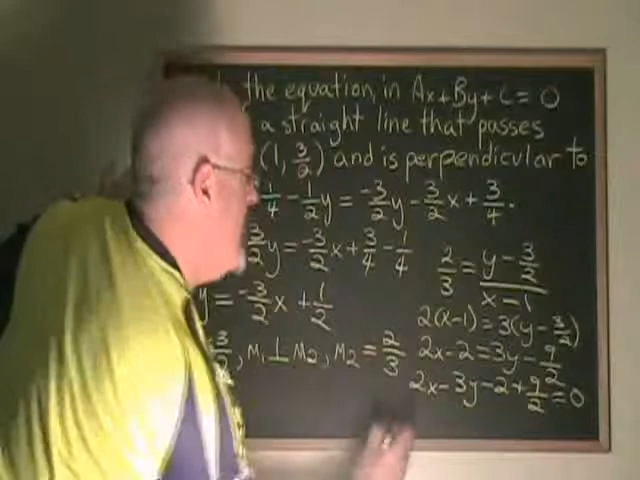 the equation, in Ax+By+C=0
a straight line that passes
(1, 3/2) and is perpendicular to
1/4 - 1/2y = -3/2y - 3/2x + 3/4.
3/2y = -3/2x + 3/4 - 1/4
y = -3/2x + 1/2
3/2, M₁ ⊥ M₂, M₂ = 2/3
2/3 = y - 3/2 / x - 1
2(x-1) = 3(y - 3/2)
2x-2 = 3y - 9/2
2x-3y-2+9/2=0